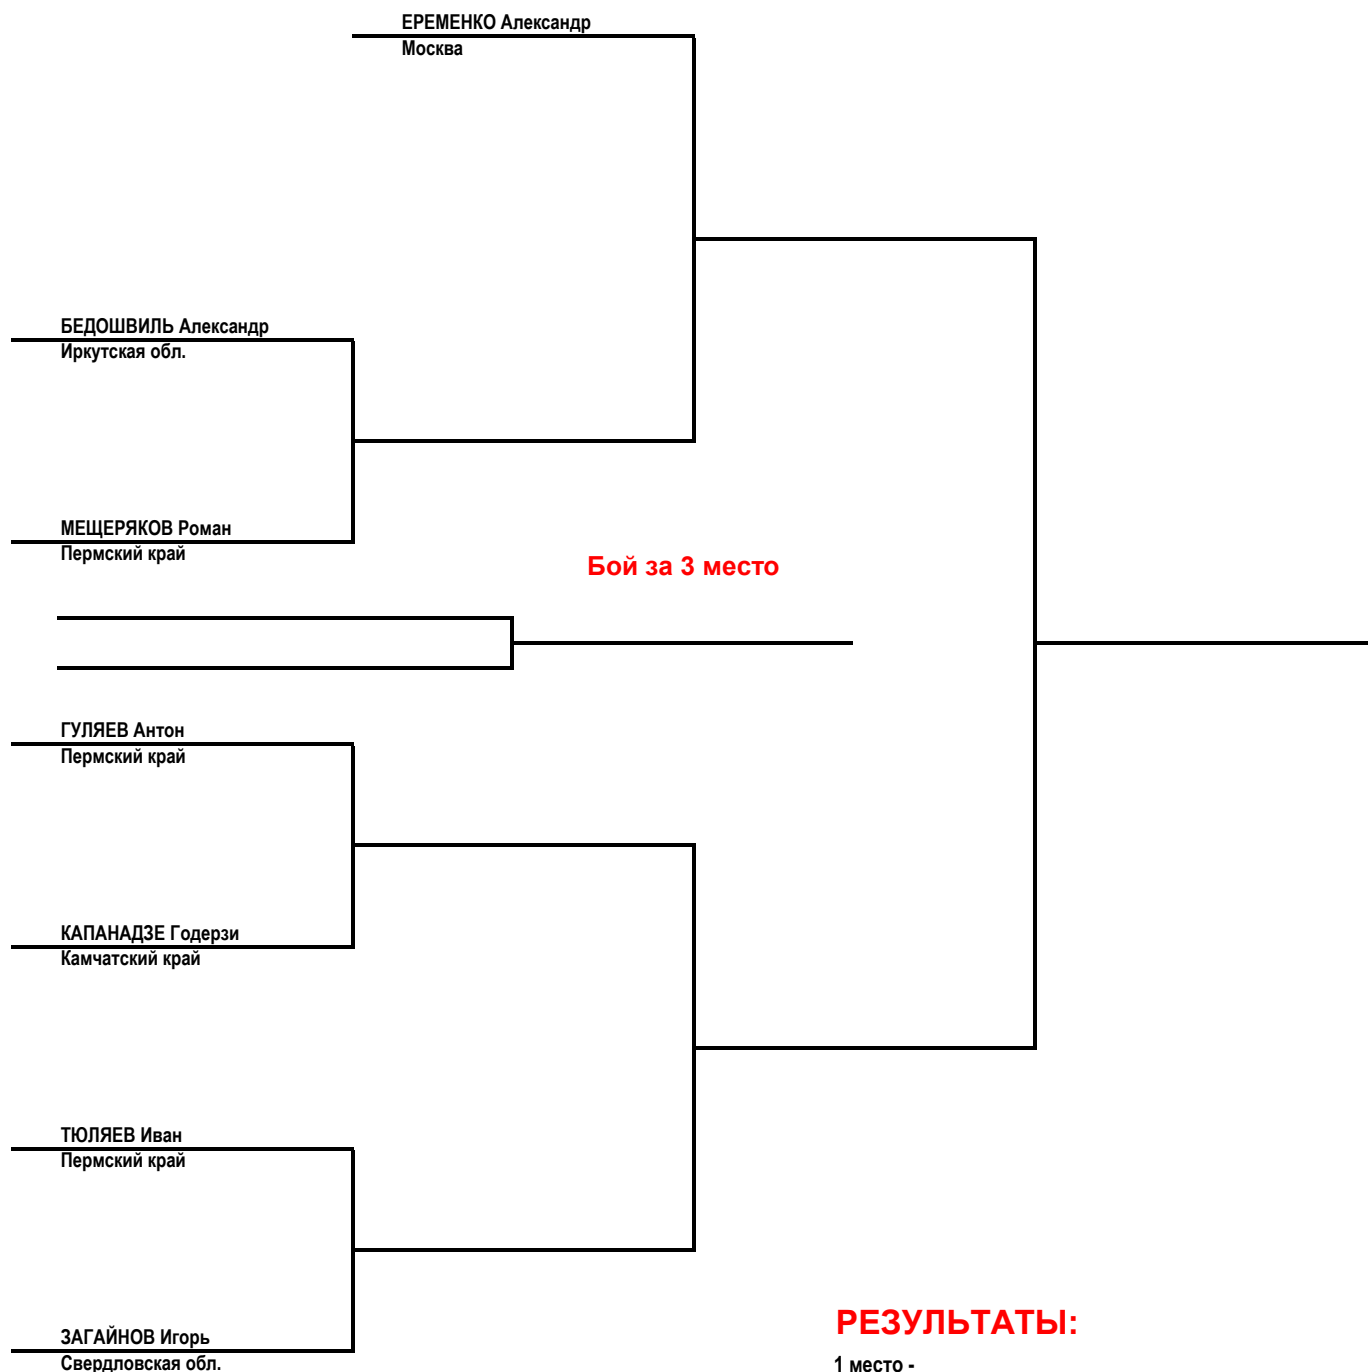 ЕРЕМЕНКО Александр
Москва
БЕДОШВИЛЬ Александр
Иркутская обл.
МЕЩЕРЯКОВ Роман
Пермский край
Бой за 3 место
ГУЛЯЕВ Антон
Пермский край
КАПАНАДЗЕ Годерзи
Камчатский край
ТЮЛЯЕВ Иван
Пермский край
РЕЗУЛЬТАТЫ:
ЗАГАЙНОВ Игорь
Свердловская обл.
1 место -